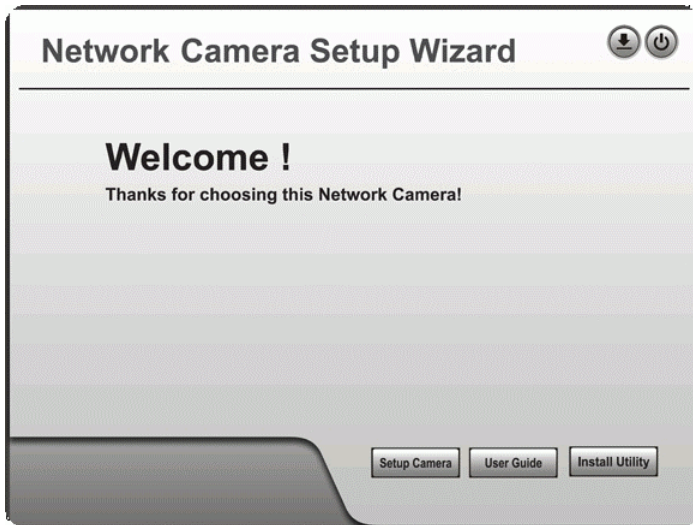 Network Camera Setup Wizard
Welcome !
Thanks for choosing this Network Camera!
Setup Camera
User Guide
Install Utility